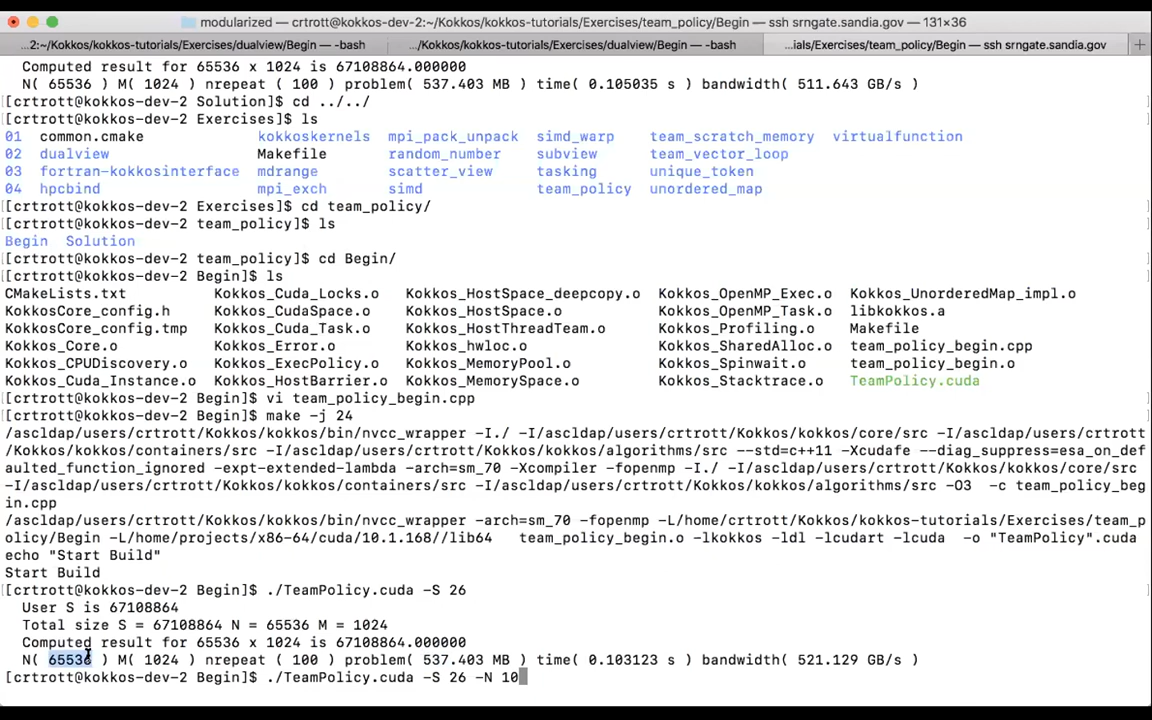 modularized — crtrott@kokkos-dev-2:~/Kokkos/kokkos-tutorials/Exercises/team_policy/Begin — ssh srngate.sandia.gov — 131×36
...2:~/Kokkos/kokkos-tutorials/Exercises/dualview/Begin — -bash .../Kokkos/kokkos-tutorials/Exercises/dualview/Begin — -bash ...ials/Exercises/team_policy/Begin — ssh srngate.sandia.gov +
Computed result for 65536 x 1024 is 67108864.000000
N( 65536 ) M( 1024 ) nrepeat ( 100 ) problem( 537.403 MB ) time( 0.105035 s ) bandwidth( 511.643 GB/s )
[crtrott@kokkos-dev-2 Solution]$ cd ../../
[crtrott@kokkos-dev-2 Exercises]$ ls
01 common.cmake kokkoskernels mpi_pack_unpack simd_warp team_scratch_memory virtualfunction
02 dualview Makefile random_number subview team_vector_loop
03 fortran-kokkosinterface mdrange scatter_view tasking unique_token
04 hpcbind mpi_exch simd team_policy unordered_map
[crtrott@kokkos-dev-2 Exercises]$ cd team_policy/
[crtrott@kokkos-dev-2 team_policy]$ ls
Begin Solution
[crtrott@kokkos-dev-2 team_policy]$ cd Begin/
[crtrott@kokkos-dev-2 Begin]$ ls
CMakeLists.txt Kokkos_Cuda_Locks.o Kokkos_HostSpace_deepcopy.o Kokkos_OpenMP_Exec.o Kokkos_UnorderedMap_impl.o
KokkosCore_config.h Kokkos_CudaSpace.o Kokkos_HostSpace.o Kokkos_OpenMP_Task.o libkokkos.a
KokkosCore_config.tmp Kokkos_Cuda_Task.o Kokkos_HostThreadTeam.o Kokkos_Profiling.o Makefile
Kokkos_Core.o Kokkos_Error.o Kokkos_hwloc.o Kokkos_SharedAlloc.o team_policy_begin.cpp
Kokkos_CPUDiscovery.o Kokkos_ExecPolicy.o Kokkos_MemoryPool.o Kokkos_Spinwait.o team_policy_begin.o
Kokkos_Cuda_Instance.o Kokkos_HostBarrier.o Kokkos_MemorySpace.o Kokkos_Stacktrace.o TeamPolicy.cuda
[crtrott@kokkos-dev-2 Begin]$ vi team_policy_begin.cpp
[crtrott@kokkos-dev-2 Begin]$ make -j 24
/ascldap/users/crtrott/Kokkos/kokkos/bin/nvcc_wrapper -I./ -I/ascldap/users/crtrott/Kokkos/kokkos/core/src -I/ascldap/users/crtrott
/Kokkos/kokkos/containers/src -I/ascldap/users/crtrott/Kokkos/kokkos/algorithms/src --std=c++11 -Xcudafe --diag_suppress=esa_on_def
aulted_function_ignored -expt-extended-lambda -arch=sm_70 -Xcompiler -fopenmp -I./ -I/ascldap/users/crtrott/Kokkos/kokkos/core/src
-I/ascldap/users/crtrott/Kokkos/kokkos/containers/src -I/ascldap/users/crtrott/Kokkos/kokkos/algorithms/src -O3 -c team_policy_beg
in.cpp
/ascldap/users/crtrott/Kokkos/kokkos/bin/nvcc_wrapper -arch=sm_70 -fopenmp -L/home/crtrott/kokkos-tutorials/Exercises/team_p
olicy/Begin -L/home/projects/x86-64/cuda/10.1.168//lib64 team_policy_begin.o -lkokkos -ldl -lcudart -lcuda -o "TeamPolicy".cuda
echo "Start Build"
Start Build
[crtrott@kokkos-dev-2 Begin]$ ./TeamPolicy.cuda -S 26
User S is 67108864
Total size S = 67108864 N = 65536 M = 1024
Computed result for 65536 x 1024 is 67108864.000000
N( 65536 ) M( 1024 ) nrepeat ( 100 ) problem( 537.403 MB ) time( 0.103123 s ) bandwidth( 521.129 GB/s )
[crtrott@kokkos-dev-2 Begin]$ ./TeamPolicy.cuda -S 26 -N 10